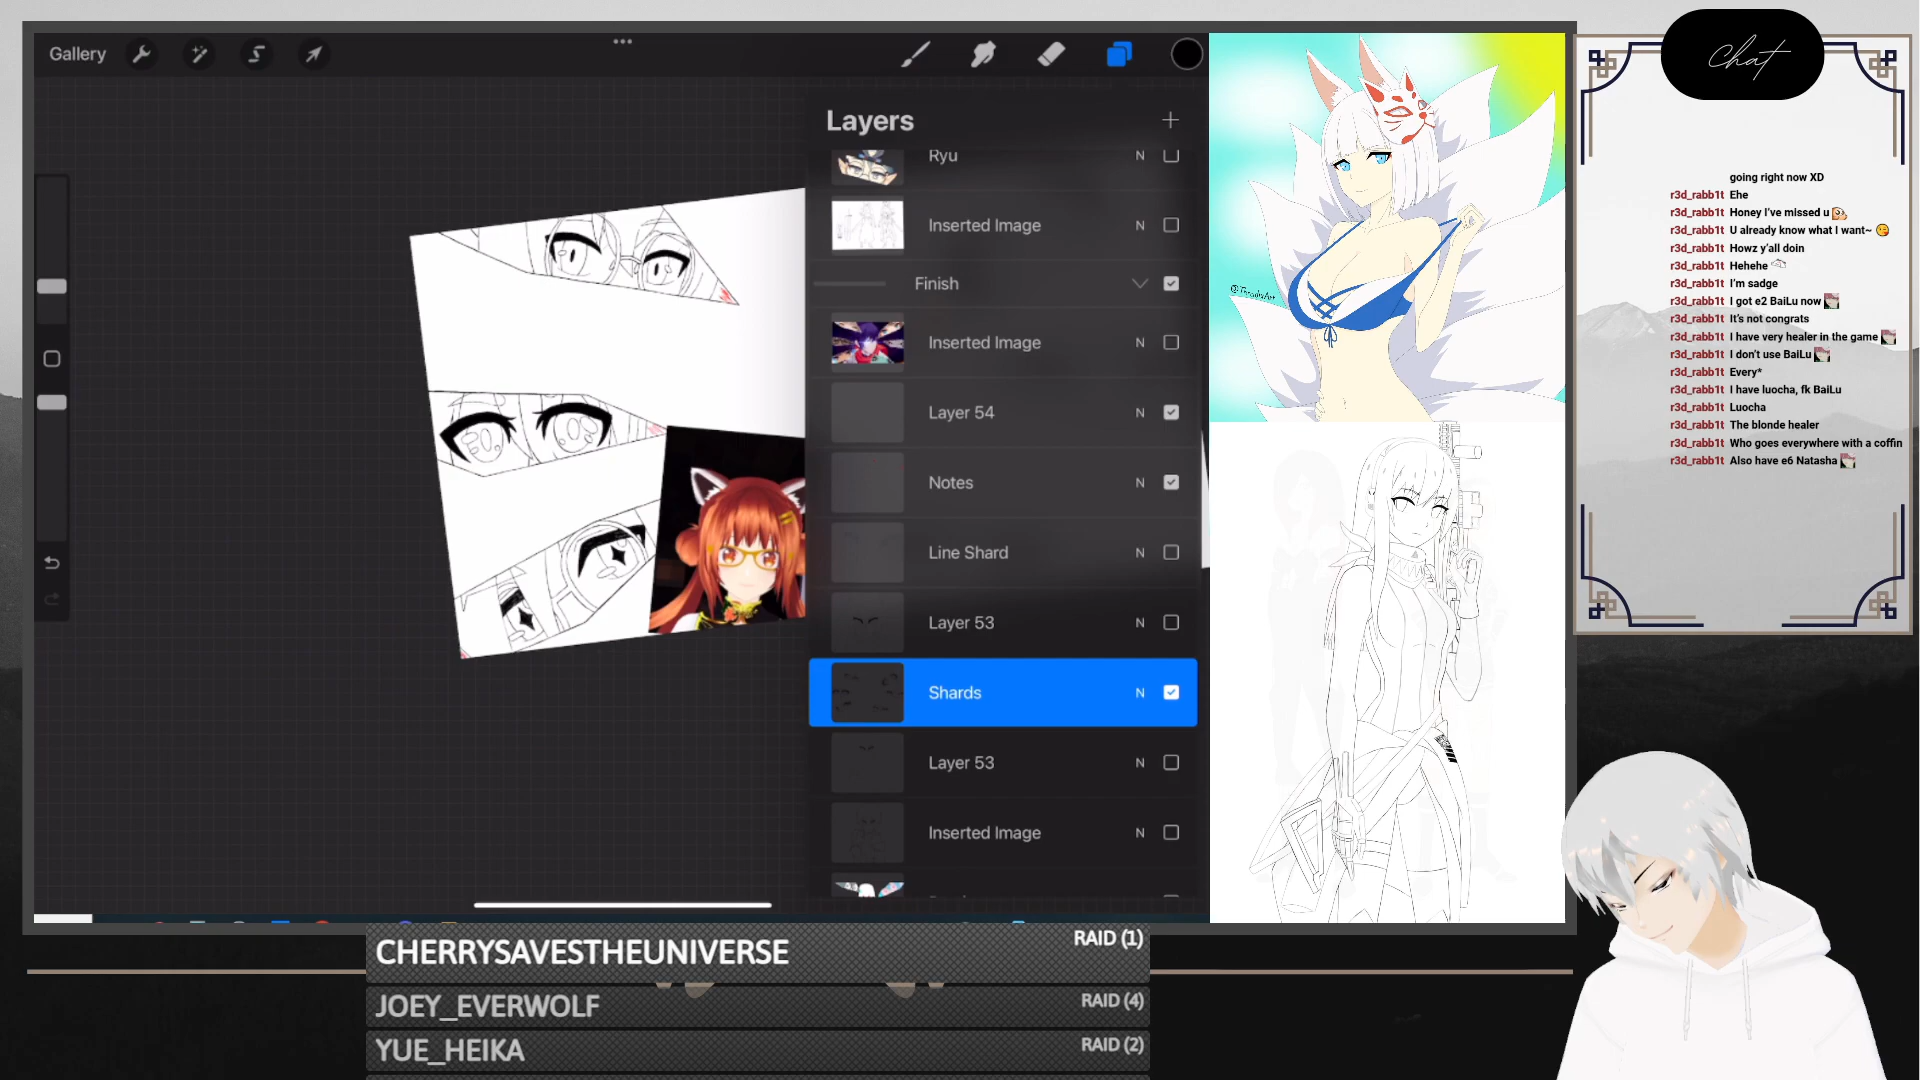 Gallery
Layers
Ryu N
Inserted Image N
Finish
Inserted Image N
Layer 54 N
Notes N
Line Shard N
Layer 53 N
Shards N
Layer 53 N
Inserted Image N
Chat
going right now XD
r3d_rabb1t Ehe
r3d_rabb1t Honey I've missed u
r3d_rabb1t U already know what I want~
r3d_rabb1t Howz y'all doin
r3d_rabb1t Hehehe
r3d_rabb1t I'm sadge
r3d_rabb1t I got e2 BaiLu now
r3d_rabb1t It's not congrats
r3d_rabb1t I have very healer in the game
r3d_rabb1t I don't use BaiLu
r3d_rabb1t Every*
r3d_rabb1t I have luocha, fk BaiLu
r3d_rabb1t Luocha
r3d_rabb1t The blonde healer
r3d_rabb1t Who goes everywhere with a coffin
r3d_rabb1t Also have e6 Natasha
CHERRYSAVESTHEUNIVERSE RAID (1)
JOEY_EVERWOLF RAID (4)
YUE_HEIKA RAID (2)